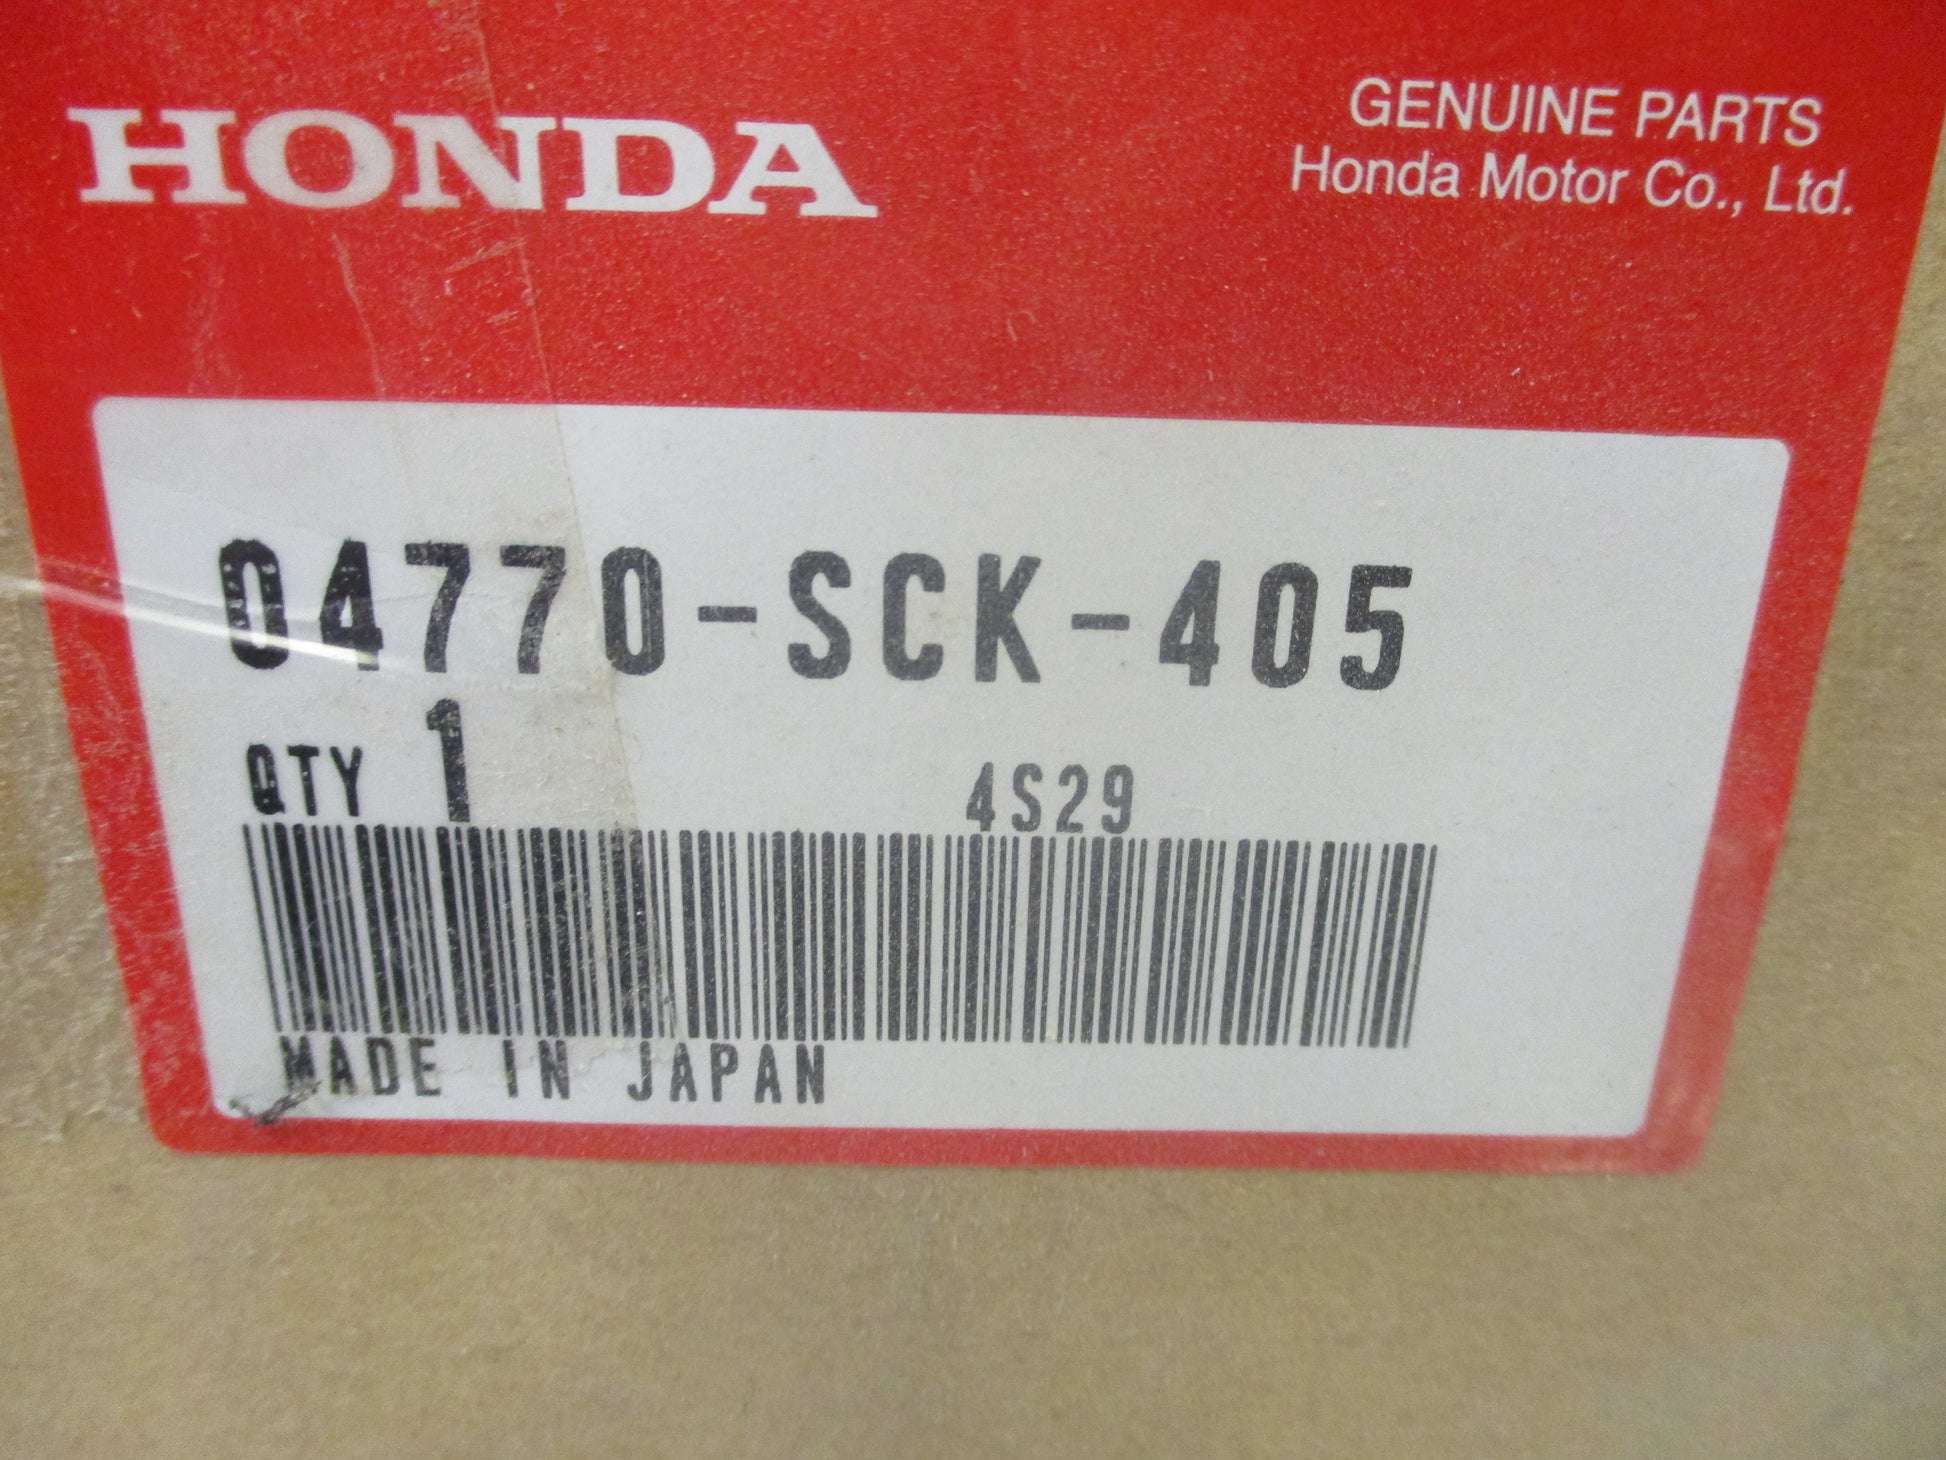 HONDA
GENUINE PARTS
Honda Motor Co., Ltd.
04770-SCK-405
QTY 1 4S29
MADE IN JAPAN